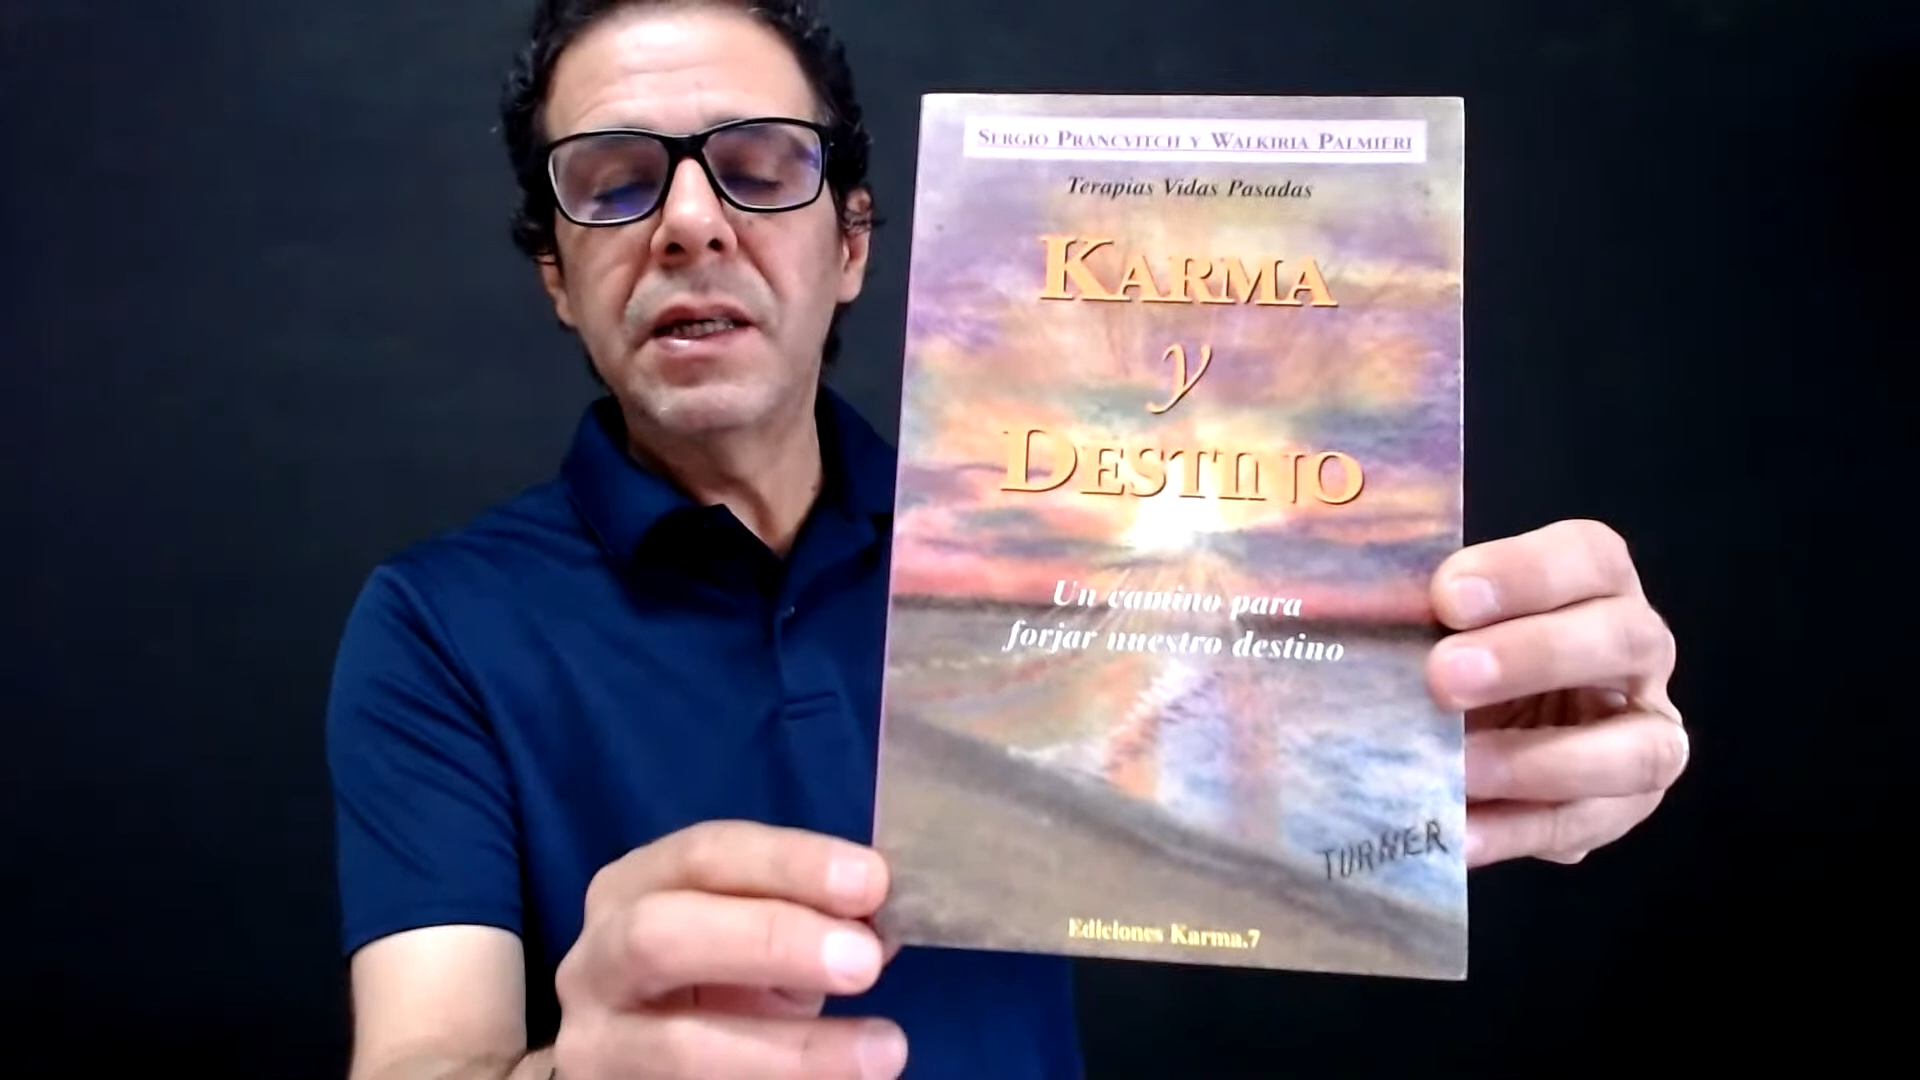 SERGIO PRANCVITCH Y WALKIRIA PALMIERI
Terapias Vidas Pasadas
KARMA
y
DESTINO
Un camino para
forjar nuestro destino
TURNER
Ediciones Karma.7